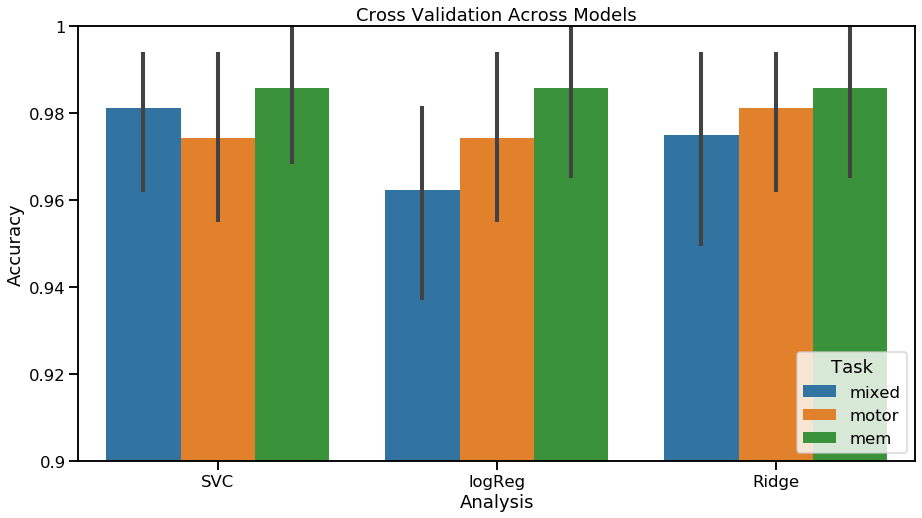 Cross Validation Across Models
Accuracy
1
0.98
0.96
0.94
0.92
0.9
Task
mixed
motor
mem
SVC
logReg
Ridge
Analysis